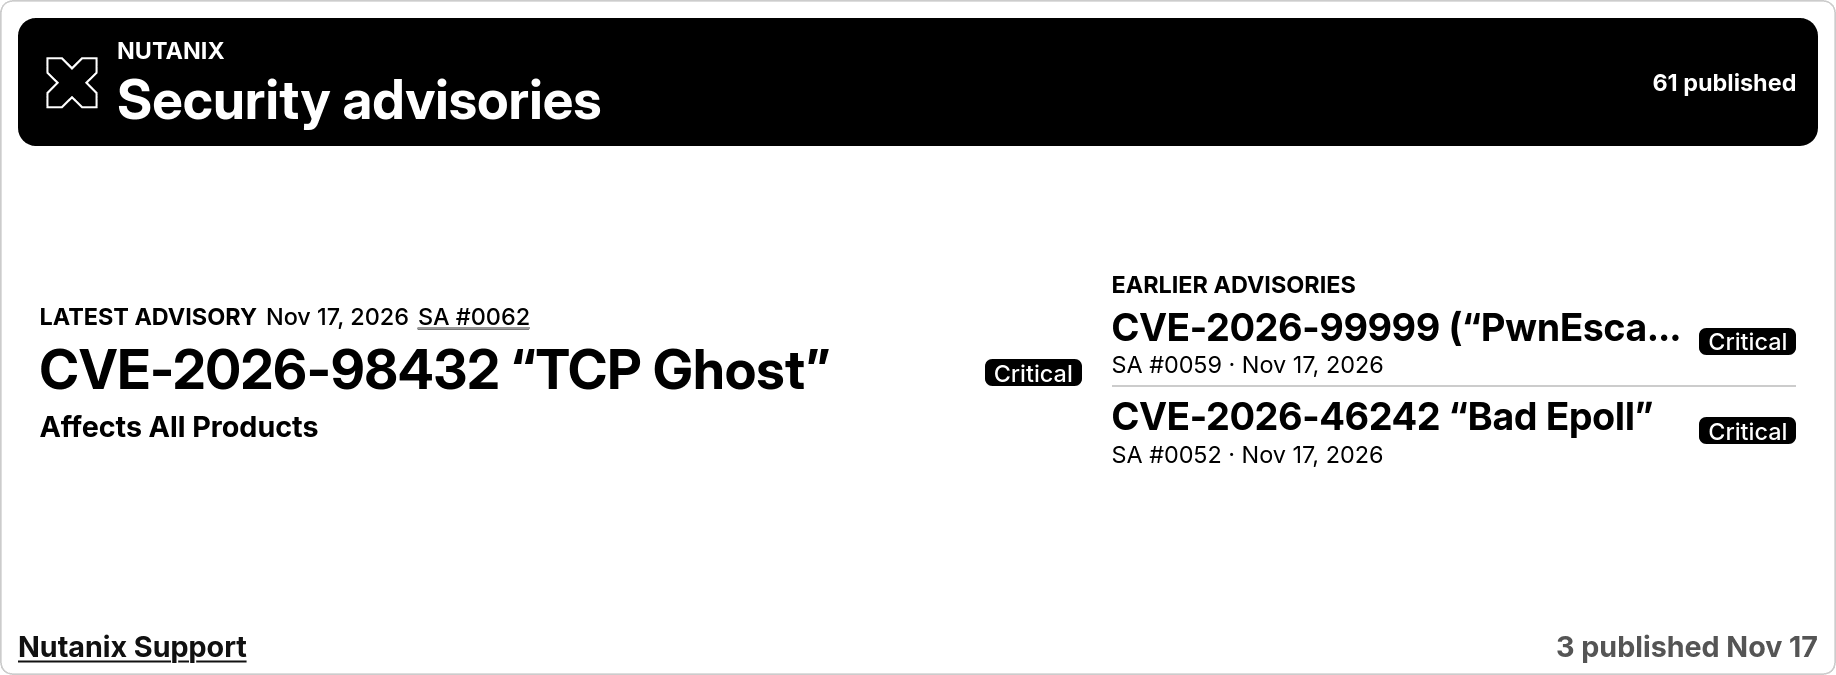 NUTANIX
Security advisories
61 published
LATEST ADVISORY Nov 17, 2026 SA #0062
CVE-2026-98432 “TCP Ghost”
Critical
Affects All Products
EARLIER ADVISORIES
CVE-2026-99999 (“PwnEsca...
Critical
SA #0059 · Nov 17, 2026
CVE-2026-46242 “Bad Epoll”
Critical
SA #0052 · Nov 17, 2026
Nutanix Support
3 published Nov 17